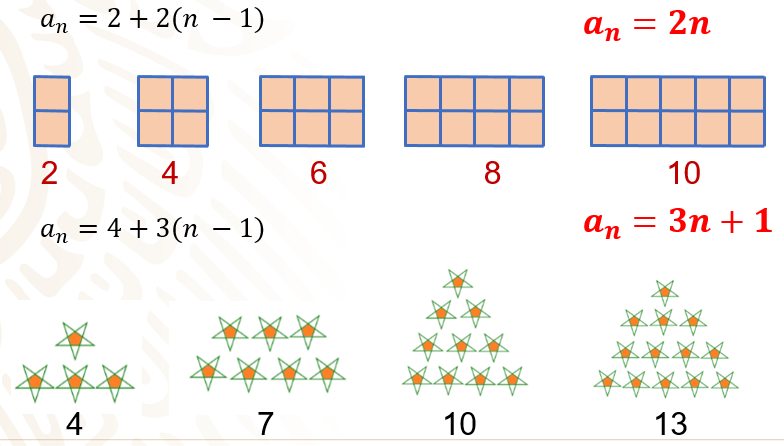 aₙ = 2 + 2(n − 1)
aₙ = 2n
2 4 6 8 10
aₙ = 4 + 3(n − 1)
aₙ = 3n + 1
4 7 10 13